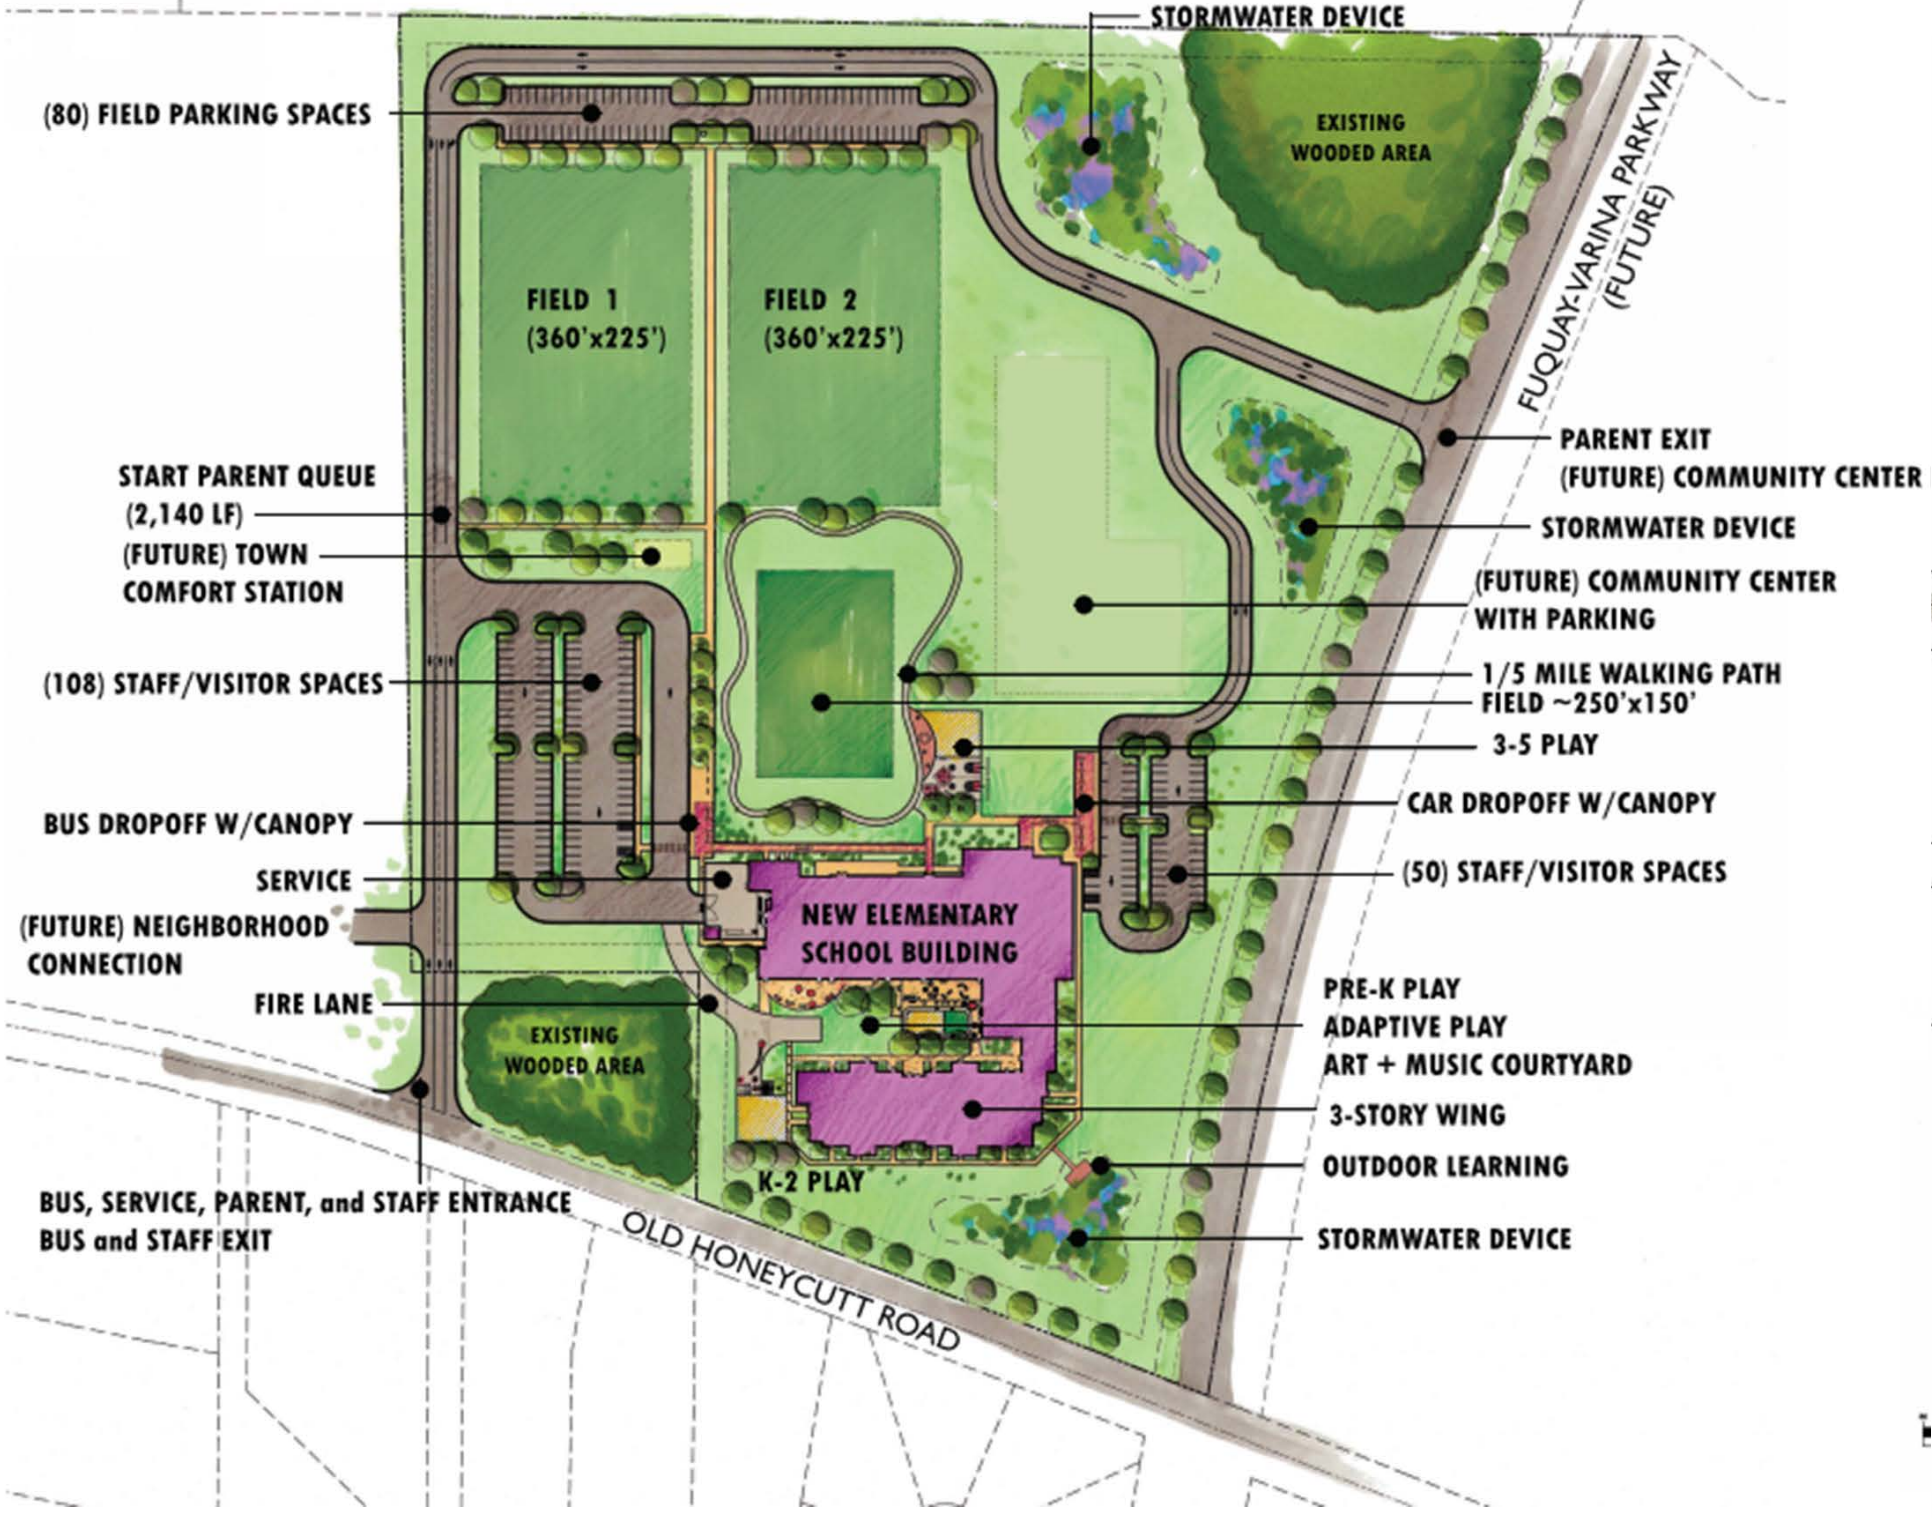 STORMWATER DEVICE
(80) FIELD PARKING SPACES
EXISTING
WOODED AREA
FUQUAY-VARINA PARKWAY
(FUTURE)
FIELD 1
(360'x225')
FIELD 2
(360'x225')
START PARENT QUEUE
(2,140 LF)
(FUTURE) TOWN
COMFORT STATION
(108) STAFF/VISITOR SPACES
BUS DROPOFF W/CANOPY
SERVICE
(FUTURE) NEIGHBORHOOD
CONNECTION
FIRE LANE
PARENT EXIT
(FUTURE) COMMUNITY CENTER
STORMWATER DEVICE
(FUTURE) COMMUNITY CENTER
WITH PARKING
1/5 MILE WALKING PATH
FIELD ~250'x150'
3-5 PLAY
CAR DROPOFF W/CANOPY
(50) STAFF/VISITOR SPACES
NEW ELEMENTARY
SCHOOL BUILDING
EXISTING
WOODED AREA
PRE-K PLAY
ADAPTIVE PLAY
ART + MUSIC COURTYARD
3-STORY WING
OUTDOOR LEARNING
K-2 PLAY
STORMWATER DEVICE
BUS, SERVICE, PARENT, and STAFF ENTRANCE
BUS and STAFF EXIT
OLD HONEYCUTT ROAD